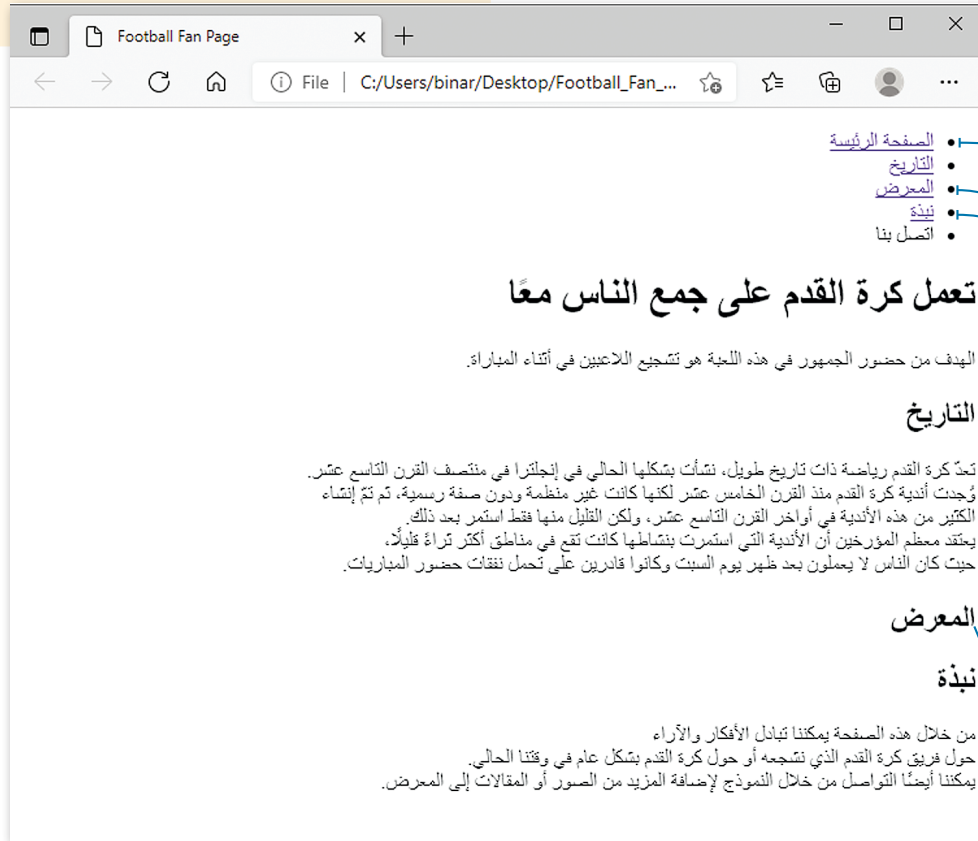 Football Fan Page
File
C:/Users/binar/Desktop/Football_Fan_...
الصفحة الرئيسة
التاريخ
المعرض
نبذة
اتصل بنا
تعمل كرة القدم على جمع الناس معًا
الهدف من حضور الجمهور في هذه اللعبة هو تشجيع اللاعبين في أثناء المباراة.
التاريخ
تعدّ كرة القدم رياضة ذات تاريخ طويل، نشأت بشكلها الحالي في إنجلترا في منتصف القرن التاسع عشر.
وُجدت أندية كرة القدم منذ القرن الخامس عشر لكنها كانت غير منظمة ودون صفة رسمية، ثم تمّ إنشاء
الكثير من هذه الأندية في أواخر القرن التاسع عشر، ولكن القليل منها فقط استمر بعد ذلك.
يعتقد معظم المؤرخين أن الأندية التي استمرت بنشاطها كانت تقع في مناطق أكثر ثراءً قليلًا،
حيث كان الناس لا يعملون بعد ظهر يوم السبت وكانوا قادرين على تحمل نفقات حضور المباريات.
المعرض
نبذة
من خلال هذه الصفحة يمكننا تبادل الأفكار والآراء
حول فريق كرة القدم الذي نشجعه أو حول كرة القدم بشكل عام في وقتنا الحالي.
يمكننا أيضًا التواصل من خلال النموذج لإضافة المزيد من الصور أو المقالات إلى المعرض.